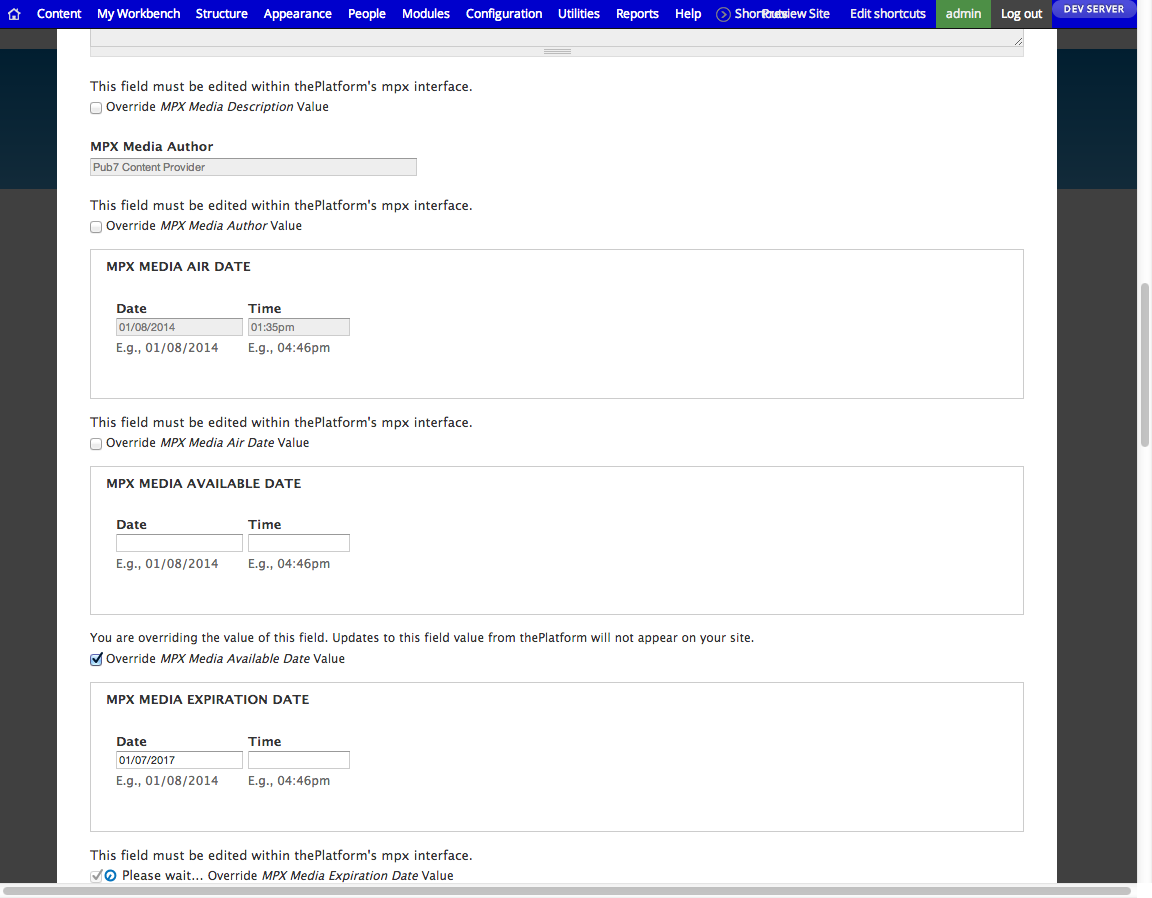 Content My Workbench Structure Appearance People Modules Configuration Utilities Reports Help Shortcuts Preview Site Edit shortcuts admin Log out DEV SERVER
This field must be edited within thePlatform's mpx interface.
Override MPX Media Description Value
MPX Media Author
Pub7 Content Provider
This field must be edited within thePlatform's mpx interface.
Override MPX Media Author Value
MPX MEDIA AIR DATE
Date Time
01/08/2014 01:35pm
E.g., 01/08/2014 E.g., 04:46pm
This field must be edited within thePlatform's mpx interface.
Override MPX Media Air Date Value
MPX MEDIA AVAILABLE DATE
Date Time
E.g., 01/08/2014 E.g., 04:46pm
You are overriding the value of this field. Updates to this field value from thePlatform will not appear on your site.
Override MPX Media Available Date Value
MPX MEDIA EXPIRATION DATE
Date Time
01/07/2017
E.g., 01/08/2014 E.g., 04:46pm
This field must be edited within thePlatform's mpx interface.
Please wait... Override MPX Media Expiration Date Value